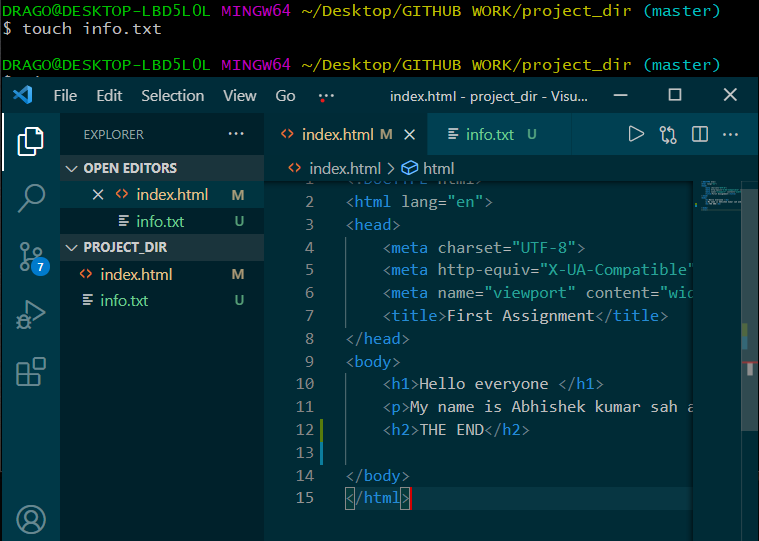 DRAGO@DESKTOP-LBD5L0L MINGW64 ~/Desktop/GITHUB WORK/project_dir (master)
$ touch info.txt
DRAGO@DESKTOP-LBD5L0L MINGW64 ~/Desktop/GITHUB WORK/project_dir (master)
File Edit Selection View Go ··· index.html - project_dir - Visu...
EXPLORER ···
index.html M info.txt U
OPEN EDITORS
index.html M
info.txt U
PROJECT_DIR
index.html M
info.txt U
7
index.html > html
2 <html lang="en">
3 <head>
4 <meta charset="UTF-8">
5 <meta http-equiv="X-UA-Compatible"
6 <meta name="viewport" content="wid
7 <title>First Assignment</title>
8 </head>
9 <body>
10 <h1>Hello everyone </h1>
11 <p>My name is Abhishek kumar sah a
12 <h2>THE END</h2>
13
14 </body>
15 </html>